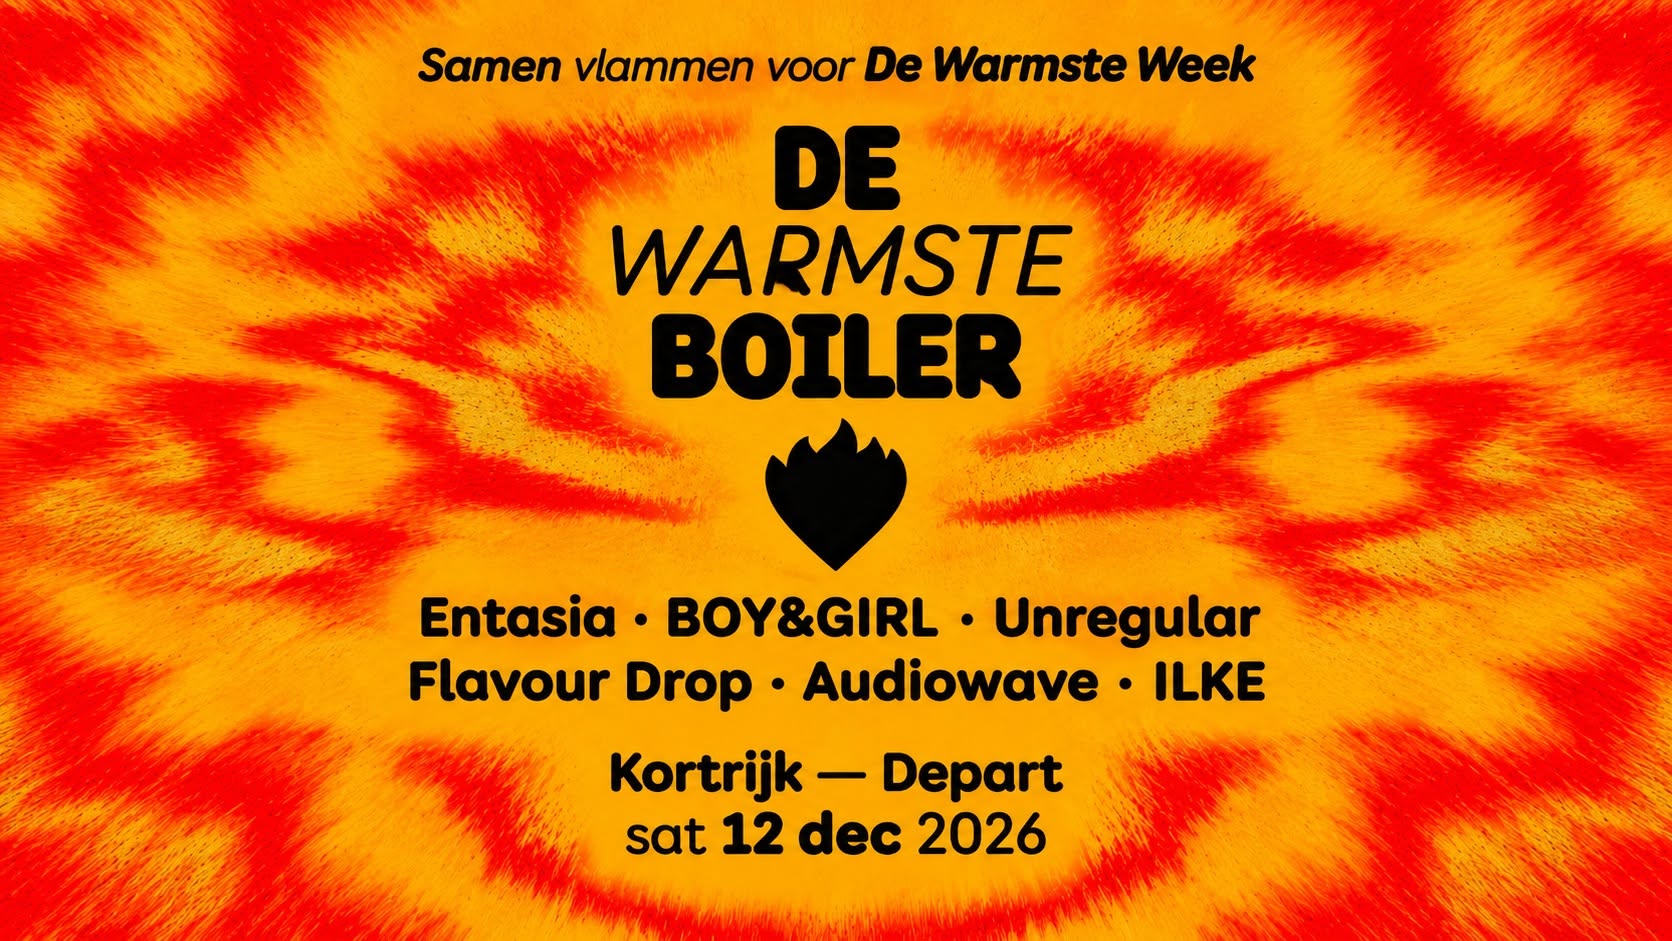 Samen vlammen voor De Warmste Week
DE
WARMSTE
BOILER
Entasia • BOY&GIRL • Unregular
Flavour Drop • Audiowave • ILKE
Kortrijk — Depart
sat 12 dec 2026